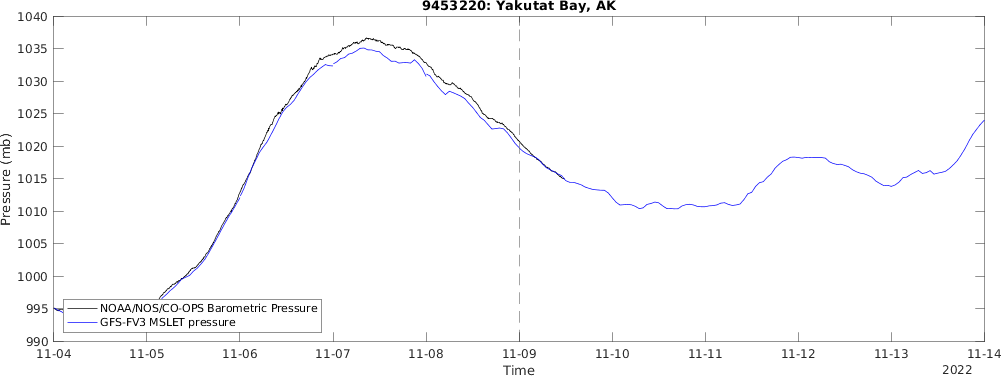 9453220: Yakutat Bay, AK
Pressure (mb)
1040
1035
1030
1025
1020
1015
1010
1005
1000
995
990
NOAA/NOS/CO-OPS Barometric Pressure
GFS-FV3 MSLET pressure
11-04 11-05 11-06 11-07 11-08 11-09 11-10 11-11 11-12 11-13 11-14
Time
2022